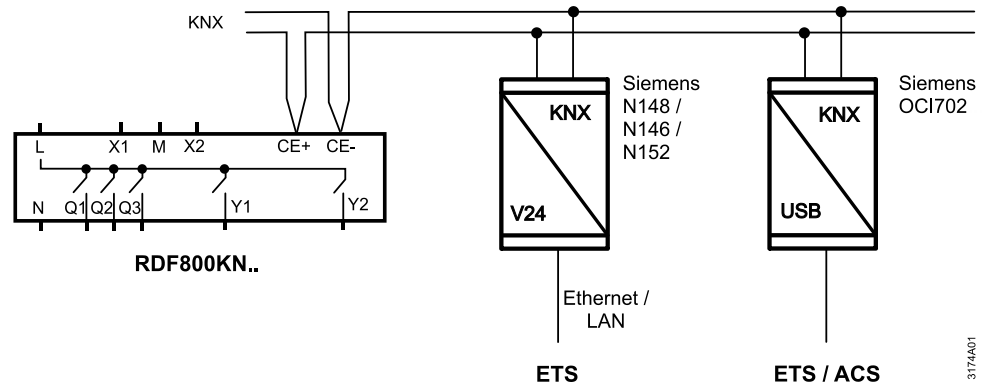 KNX
Siemens
N148 /
N146 /
N152
KNX
V24
Siemens
OCI702
KNX
USB
L X1 M X2 CE+ CE-
N Q1 Q2 Q3 Y1 Y2
RDF800KN..
Ethernet /
LAN
ETS
ETS / ACS
3174A01